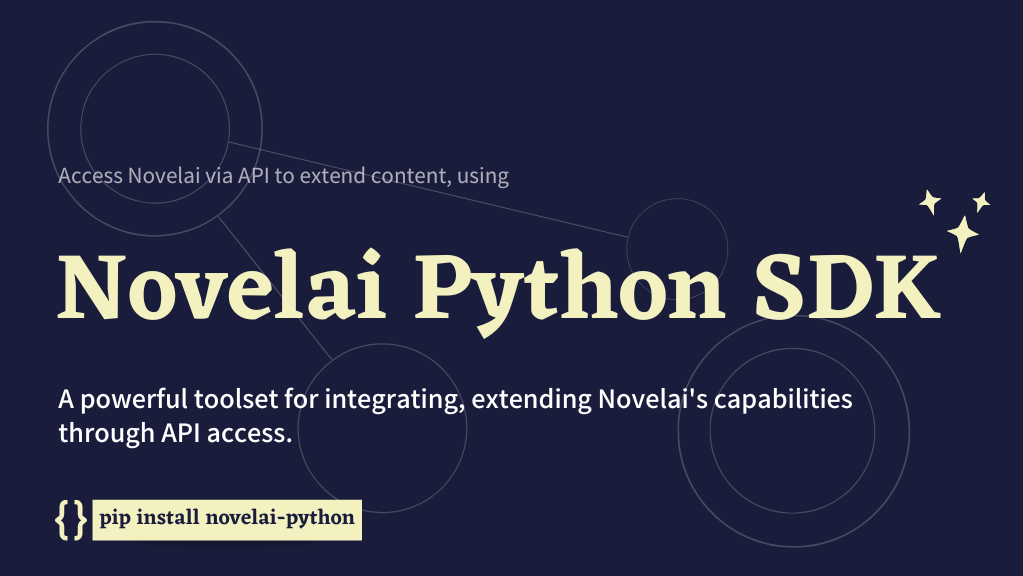 Access Novelai via API to extend content, using
Novelai Python SDK
A powerful toolset for integrating, extending Novelai's capabilities
through API access.
{} pip install novelai-python